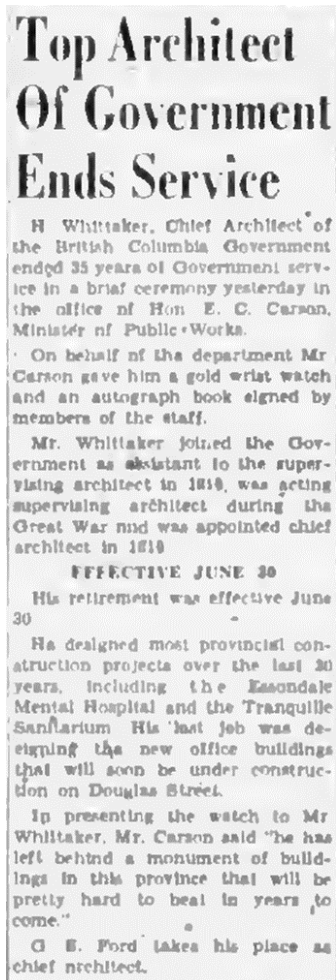 Top Architect
Of Government
Ends Service
H Whittaker, Chief Architect of
the British Columbia Government
ended 35 years of Government serv-
ice in a brief ceremony yesterday in
the office of Hon E. C. Carson,
Minister of Public Works.
On behalf of the department Mr
Carson gave him a gold wrist watch
and an autograph book signed by
members of the staff.
Mr. Whittaker joined the Gov-
ernment as assistant to the super-
vising architect in was acting
supervising architect during the
Great War and was appointed chief
architect in
EFFECTIVE JUNE 30
His retirement was effective June
30
He designed most provincial con-
struction projects over the last
years, including the Essondale
Mental Hospital and the Tranquille
Sanitarium His last job was de-
signing the new office buildings
that will soon be under construc-
tion on Douglas Street.
In presenting the watch to Mr
Whittaker, Mr. Carson said "he has
left behind a monument of build-
ings in this province that will be
pretty hard to beat in years to
come."
G E. Ford takes his place as
chief architect.